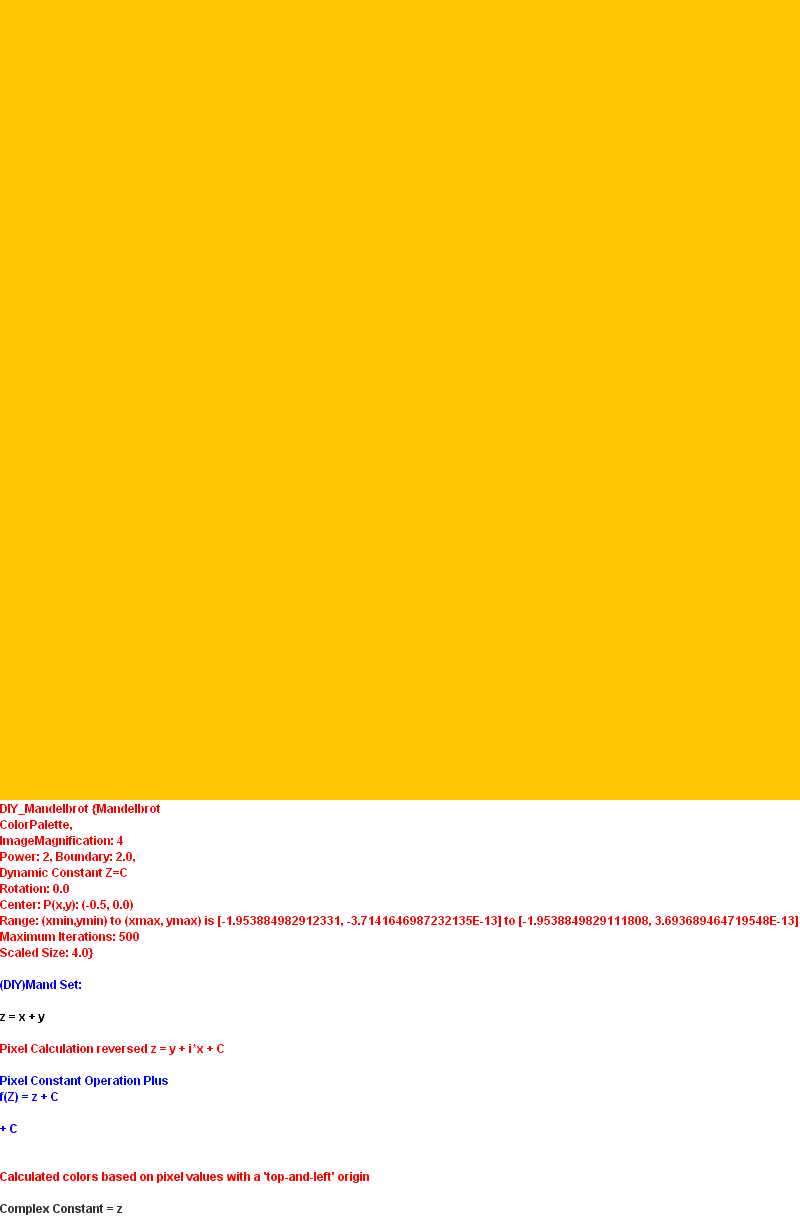 DIY_Mandelbrot {Mandelbrot
ColorPalette,
ImageMagnification: 4
Power: 2, Boundary: 2.0,
Dynamic Constant Z=C
Rotation: 0.0
Center: P(x,y): (-0.5, 0.0)
Range: (xmin,ymin) to (xmax, ymax) is [-1.953884982912331, -3.7141646987232135E-13] to [-1.9538849829111808, 3.693689464719548E-13]
Maximum Iterations: 500
Scaled Size: 4.0}
(DIY)Mand Set:
z = x + y
Pixel Calculation reversed z = y + i*x + C
Pixel Constant Operation Plus
f(Z) = z + C
+ C
Calculated colors based on pixel values with a 'top-and-left' origin
Complex Constant = z